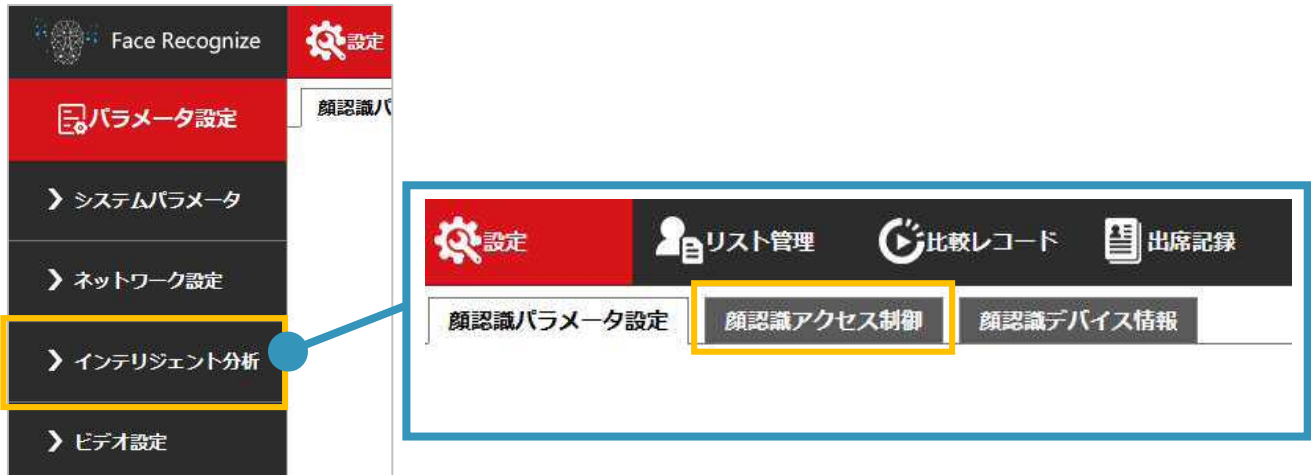 Face Recognize
設定
パラメータ設定
顔認識パ
システムパラメータ
ネットワーク設定
インテリジェント分析
ビデオ設定
設定
リスト管理
比較レコード
出席記録
顔認識パラメータ設定
顔認識アクセス制御
顔認識デバイス情報